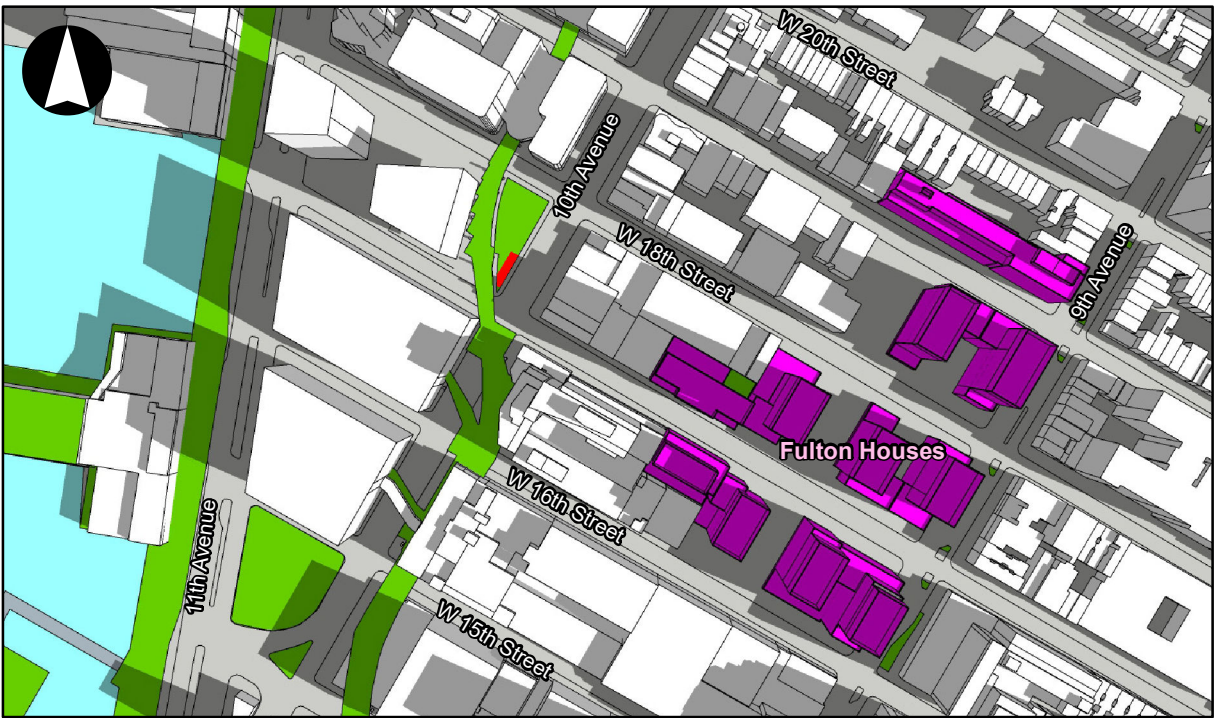 W 20th Street
10th Avenue
W 18th Street
9th Avenue
Fulton Houses
W 16th Street
11th Avenue
W 15th Street